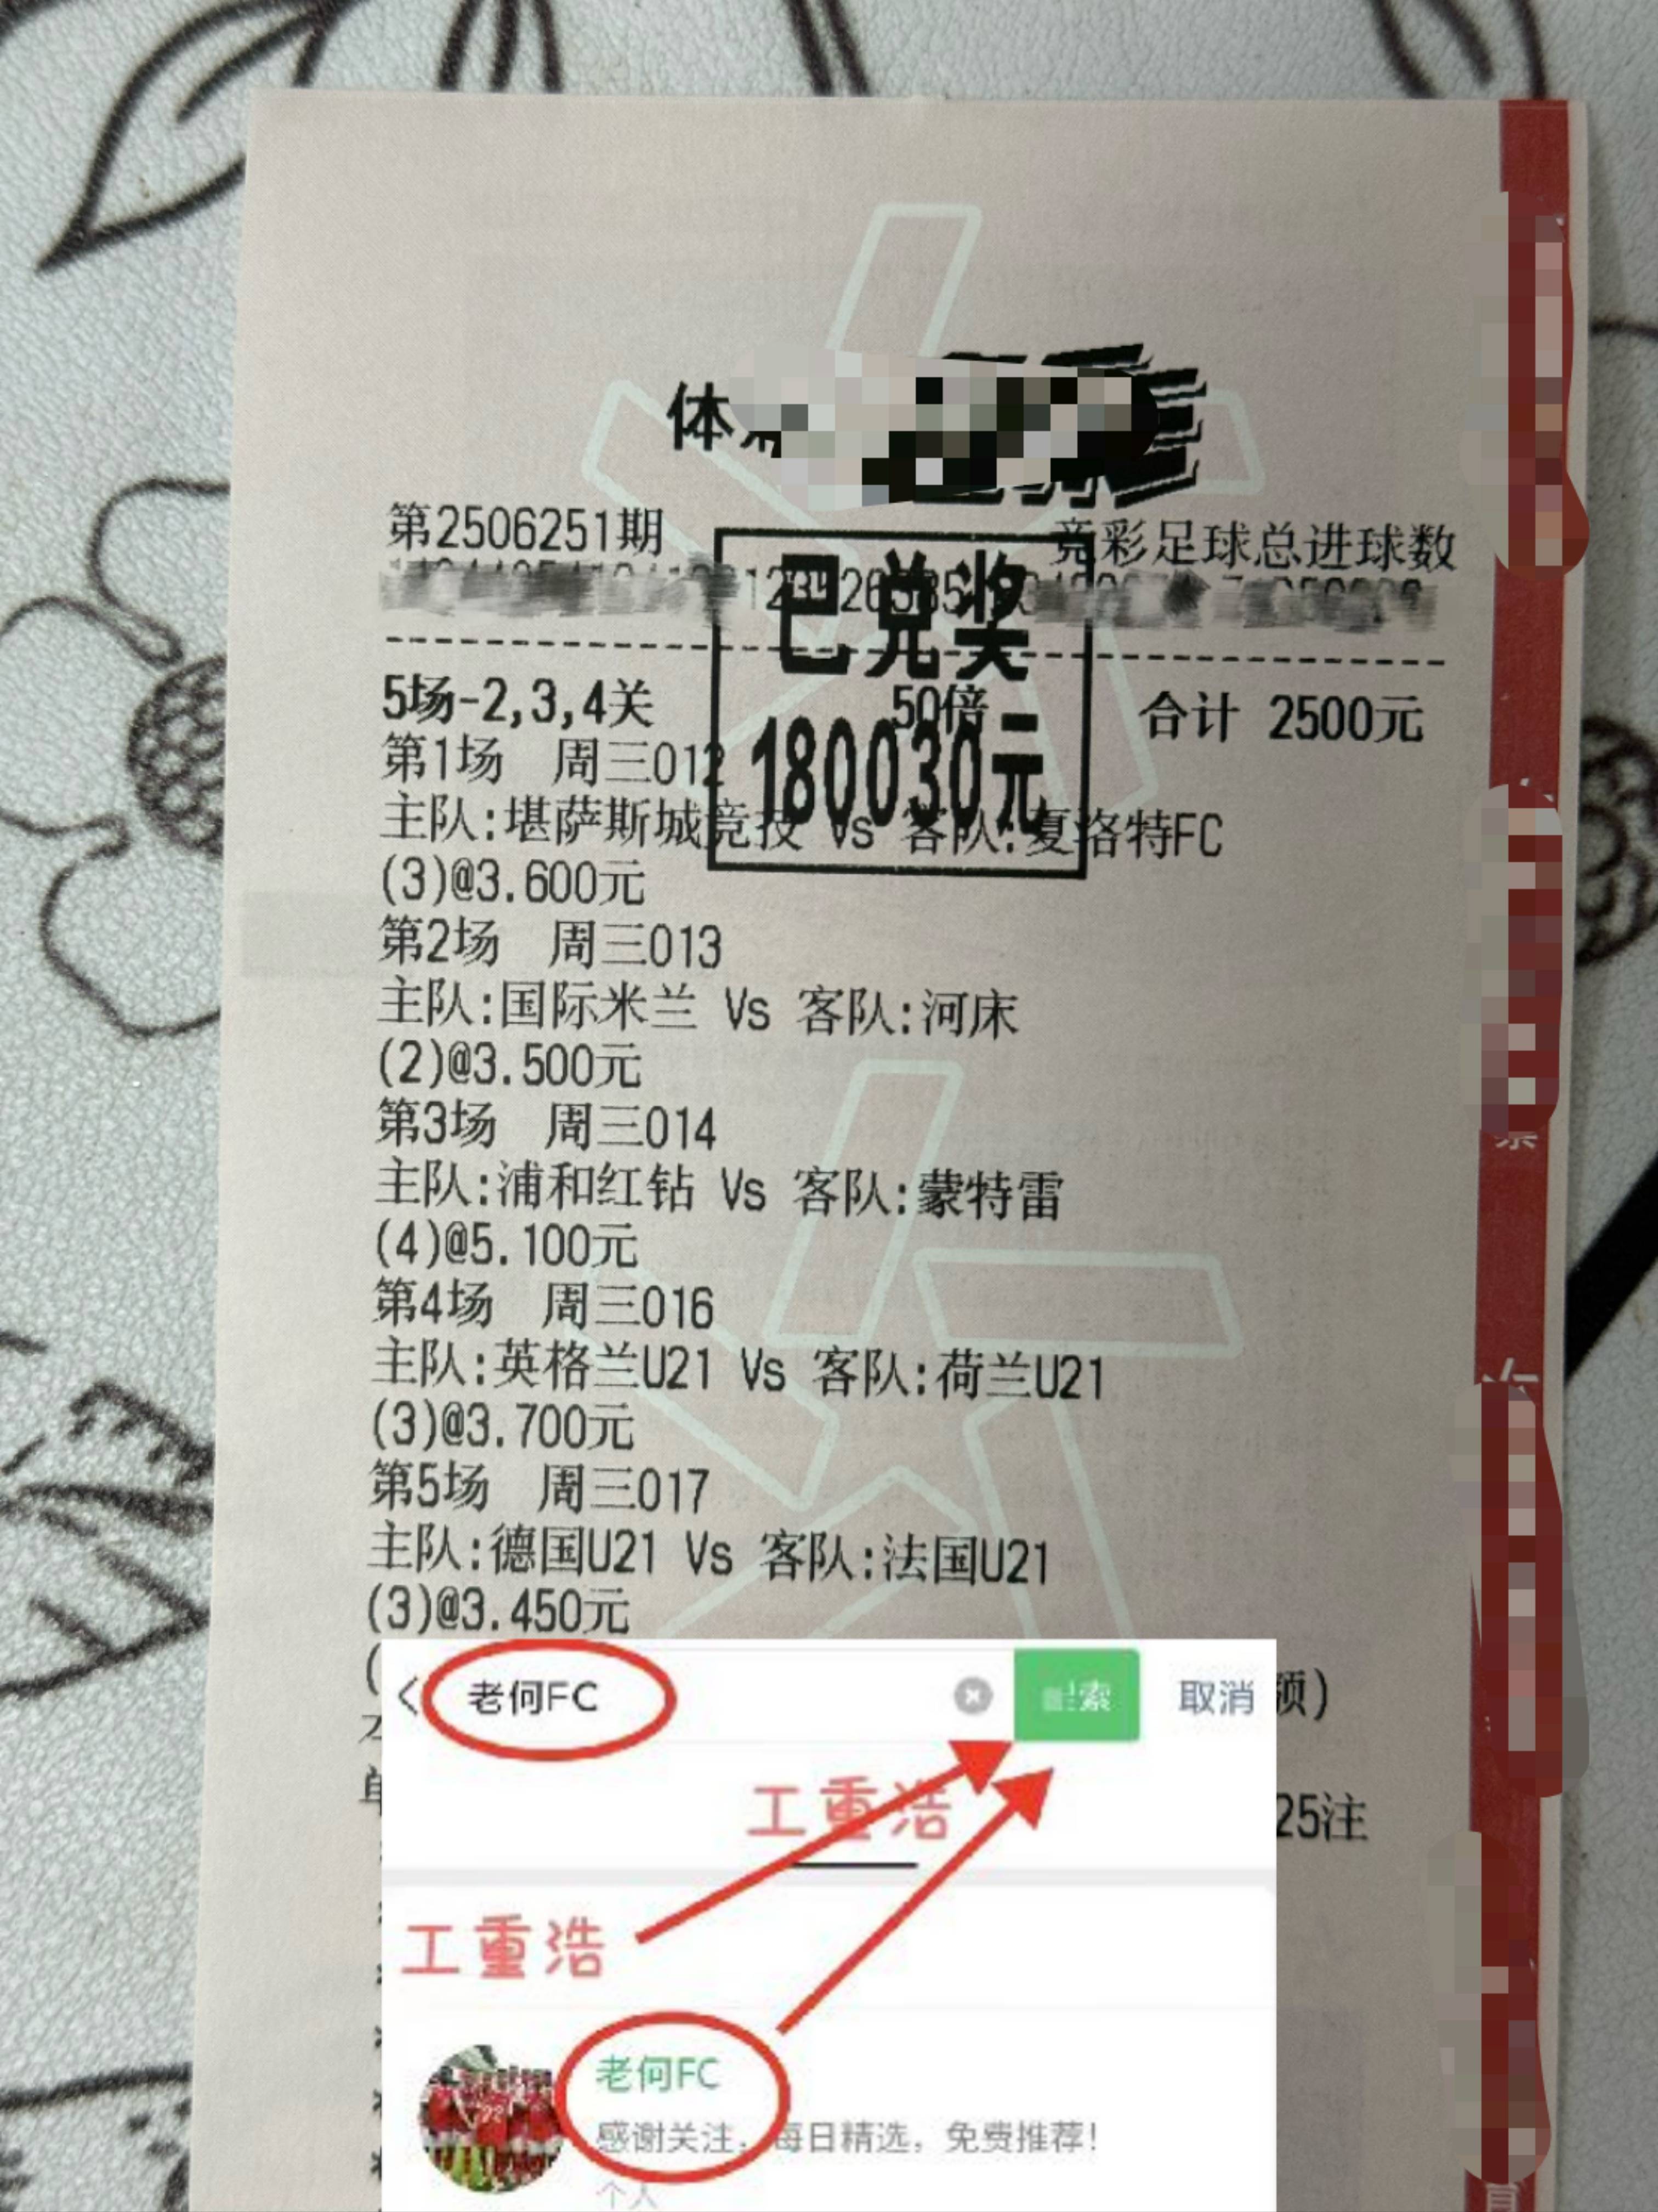 体
第2506251期
竞彩足球总进球数
巴兑奖
180030元
5场-2,3,4关 50倍 合计 2500元
第1场 周三012
主队:堪萨斯城竞技 Vs 客队:夏洛特FC
(3)@3.600元
第2场 周三013
主队:国际米兰 Vs 客队:河床
(2)@3.500元
第3场 周三014
主队:浦和红钻 Vs 客队:蒙特雷
(4)@5.100元
第4场 周三016
主队:英格兰U21 Vs 客队:荷兰U21
(3)@3.700元
第5场 周三017
主队:德国U21 Vs 客队:法国U21
(3)@3.450元
老何FC 索 取消
工重浩
25注
工重浩
老何FC
感谢关注,每日精选,免费推荐!
个人